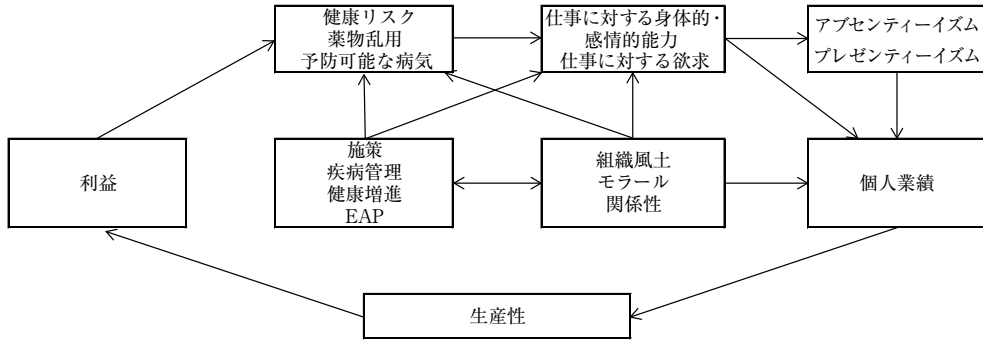 健康リスク
薬物乱用
予防可能な病気
仕事に対する身体的・
感情的能力
仕事に対する欲求
アブセンティーイズム
プレゼンティーイズム
利益
施策
疾病管理
健康増進
EAP
組織風土
モラール
関係性
個人業績
生産性